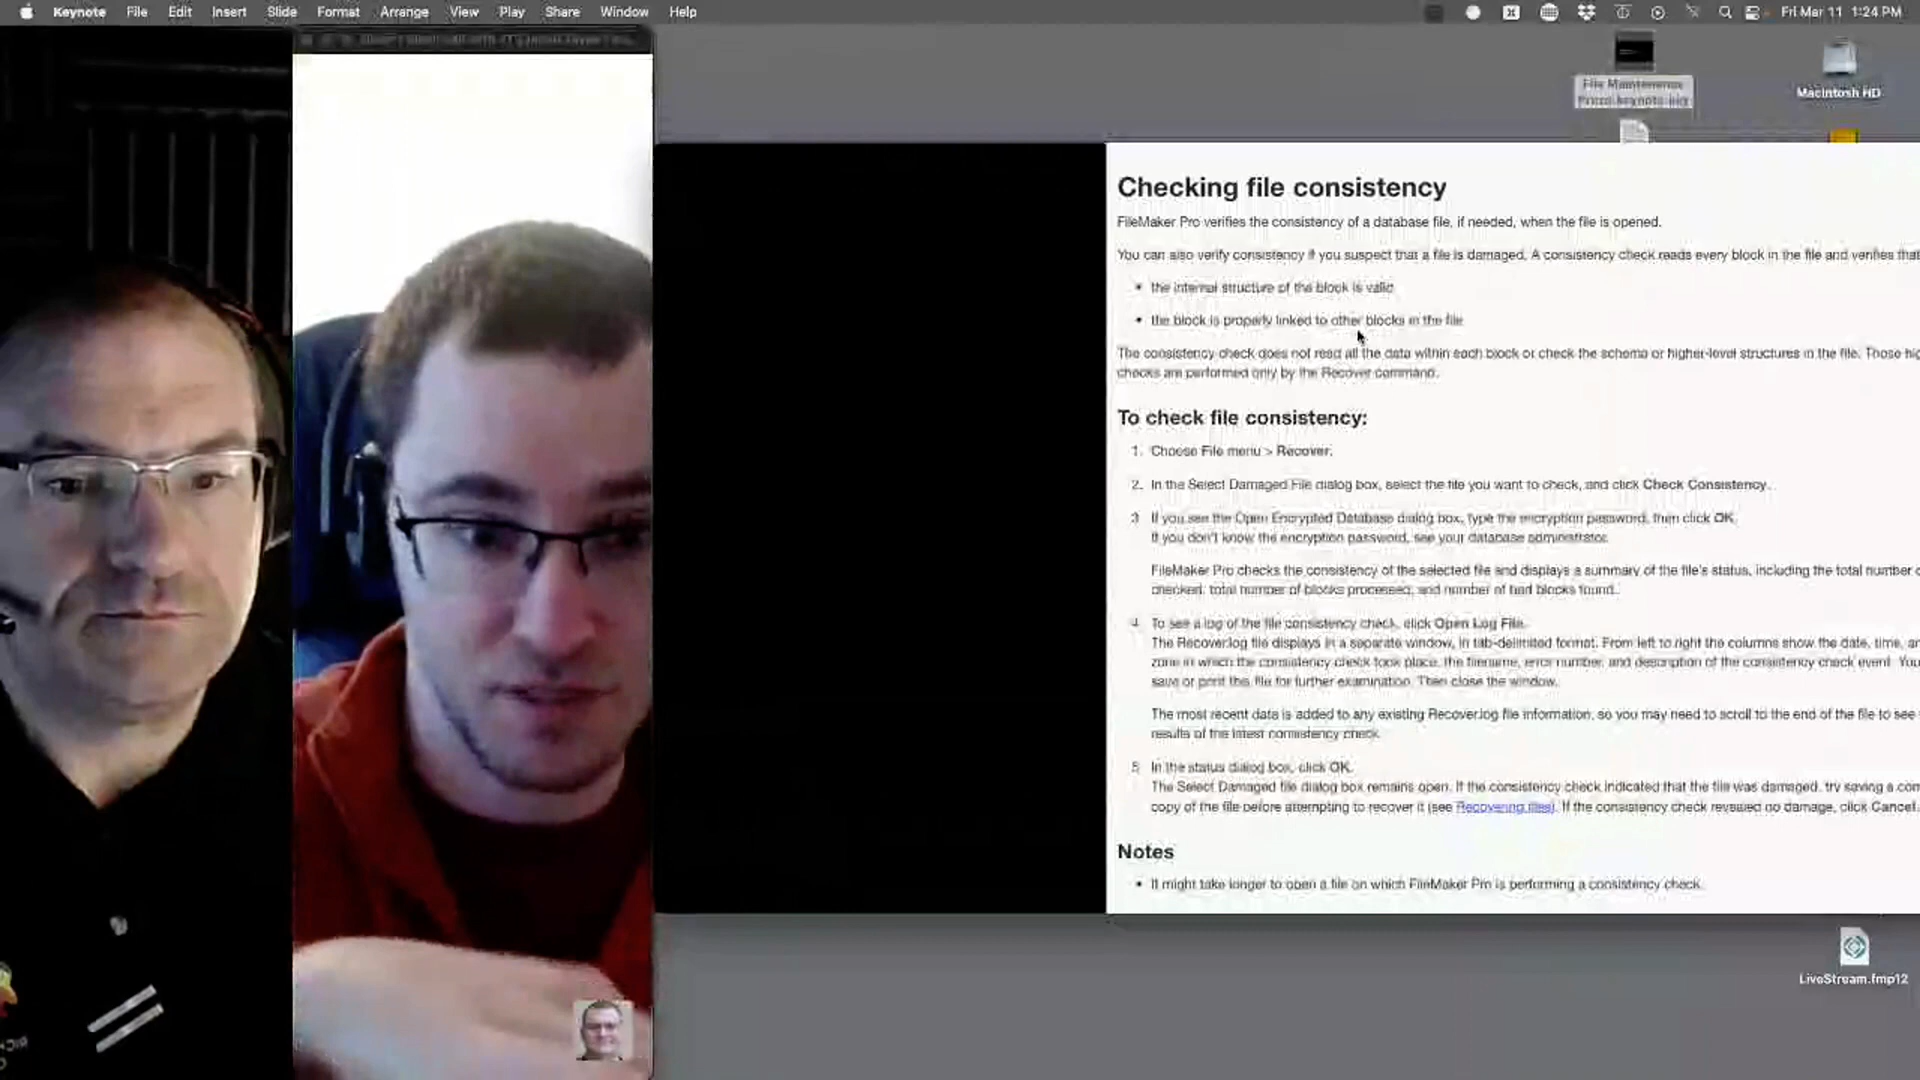 Keynote File Edit Insert Slide Format Arrange View Play Share Window Help Fri Mar 11 1:24 PM
File Maintenance
Macintosh HD
Checking file consistency
FileMaker Pro verifies the consistency of a database file, if needed, when the file is opened.
You can also verify consistency if you suspect that a file is damaged. A consistency check reads every block in the file and verifies that
• the internal structure of the block is valid
• the block is properly linked to other blocks in the file
The consistency check does not read all the data within each block or check the schema or higher-level structures in the file. Those
checks are performed only by the Recover command.
To check file consistency:
1. Choose File menu > Recover.
2. In the Select Damaged File dialog box, select the file you want to check, and click Check Consistency.
3. If you see the Open Encrypted Database dialog box, type the encryption password, then click OK.
If you don't know the encryption password, see your database administrator.
FileMaker Pro checks the consistency of the selected file and displays a summary of the file's status, including the total number
checked, total number of blocks processed, and number of bad blocks found.
4. To see a log of the file consistency check, click Open Log File.
The Recover.log file displays in a separate window, in tab-delimited format. From left to right the columns show the date, time,
zone in which the consistency check took place, the filename, error number, and description of the consistency check event. You
save or print this file for further examination. Then close the window.
The most recent data is added to any existing Recover.log file information, so you may need to scroll to the end of the file to see
results of the latest consistency check.
5. In the status dialog box, click OK.
The Select Damaged file dialog box remains open. If the consistency check indicated that the file was damaged, try saving a
copy of the file before attempting to recover it (see Recovering files). If the consistency check revealed no damage, click Cancel.
Notes
• It might take longer to open a file on which FileMaker Pro is performing a consistency check.
LiveStream.fmp12